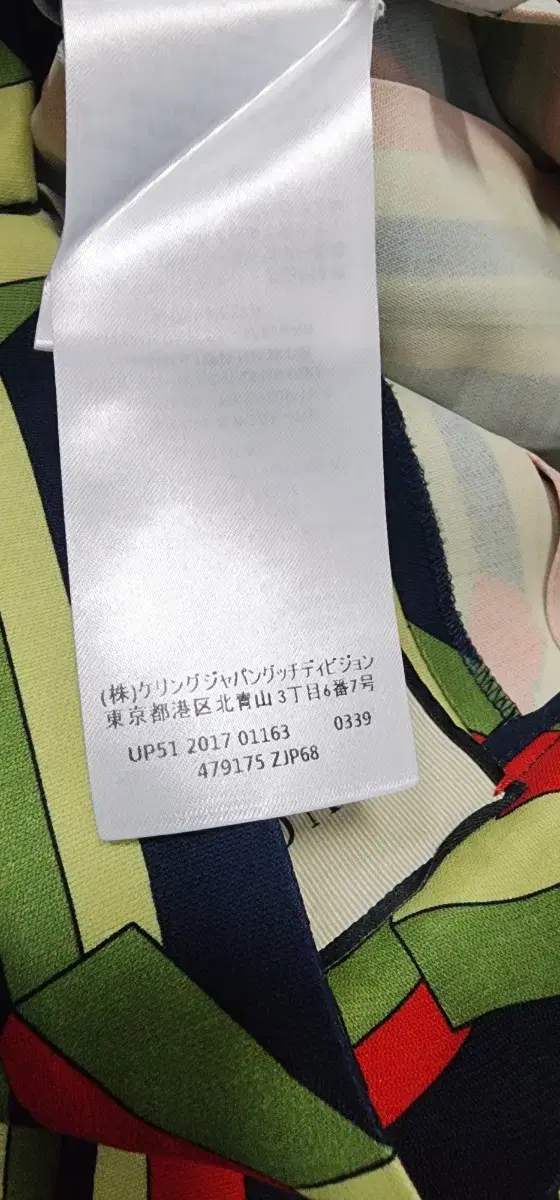 (株)ケリングジャパングッチディビジョン
東京都港区北青山3丁目6番7号
UP51 2017 01163 0339
479175 ZJP68